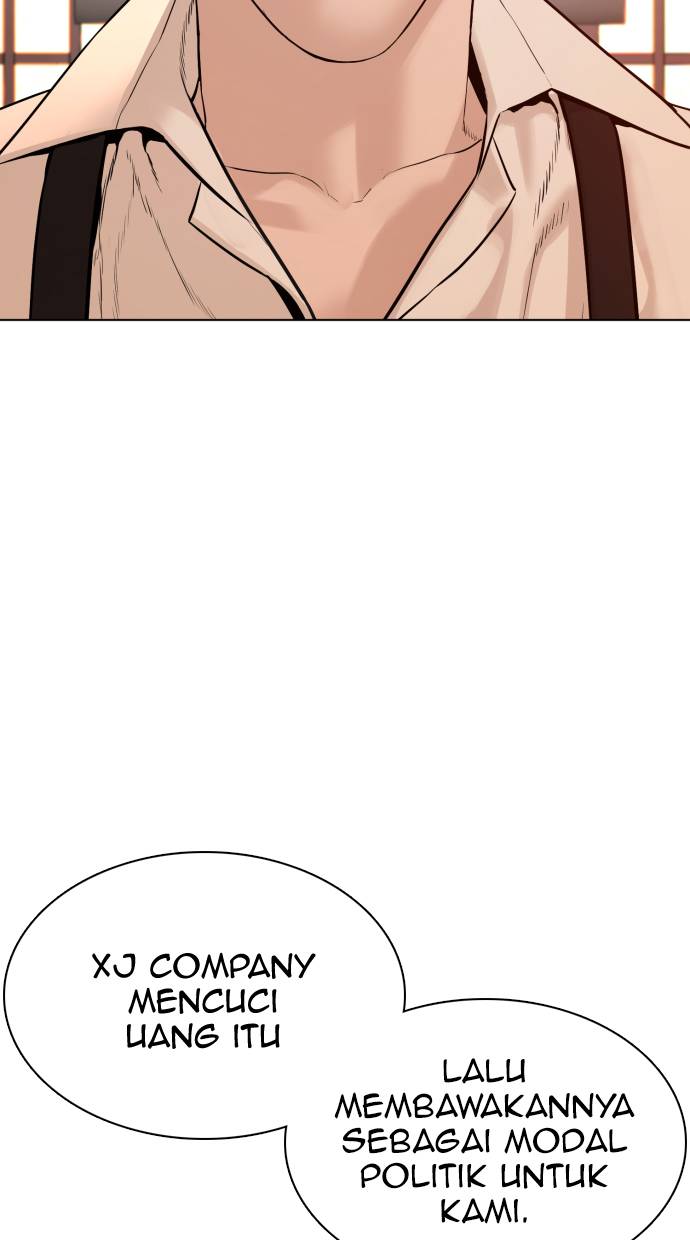 XJ COMPANY
MENCUCI
UANG ITU
LALU
MEMBAWAKANNYA
SEBAGAI MODAL
POLITIK UNTUK
KAMI.